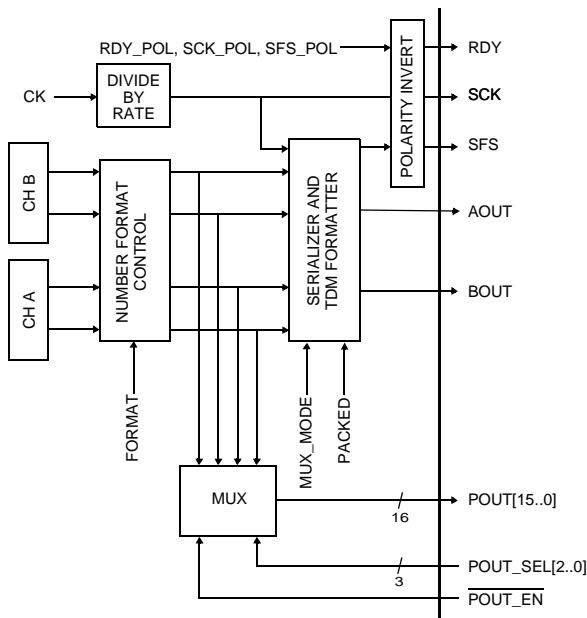 RDY_POL, SCK_POL, SFS_POL
RDY
CK
DIVIDE
BY
RATE
POLARITY INVERT
SCK
SFS
CH B
CH A
NUMBER FORMAT
CONTROL
SERIALIZER AND
TDM FORMATTER
AOUT
BOUT
FORMAT
MUX_MODE
PACKED
MUX
16
POUT[15..0]
3
POUT_SEL[2..0]
POUT_EN